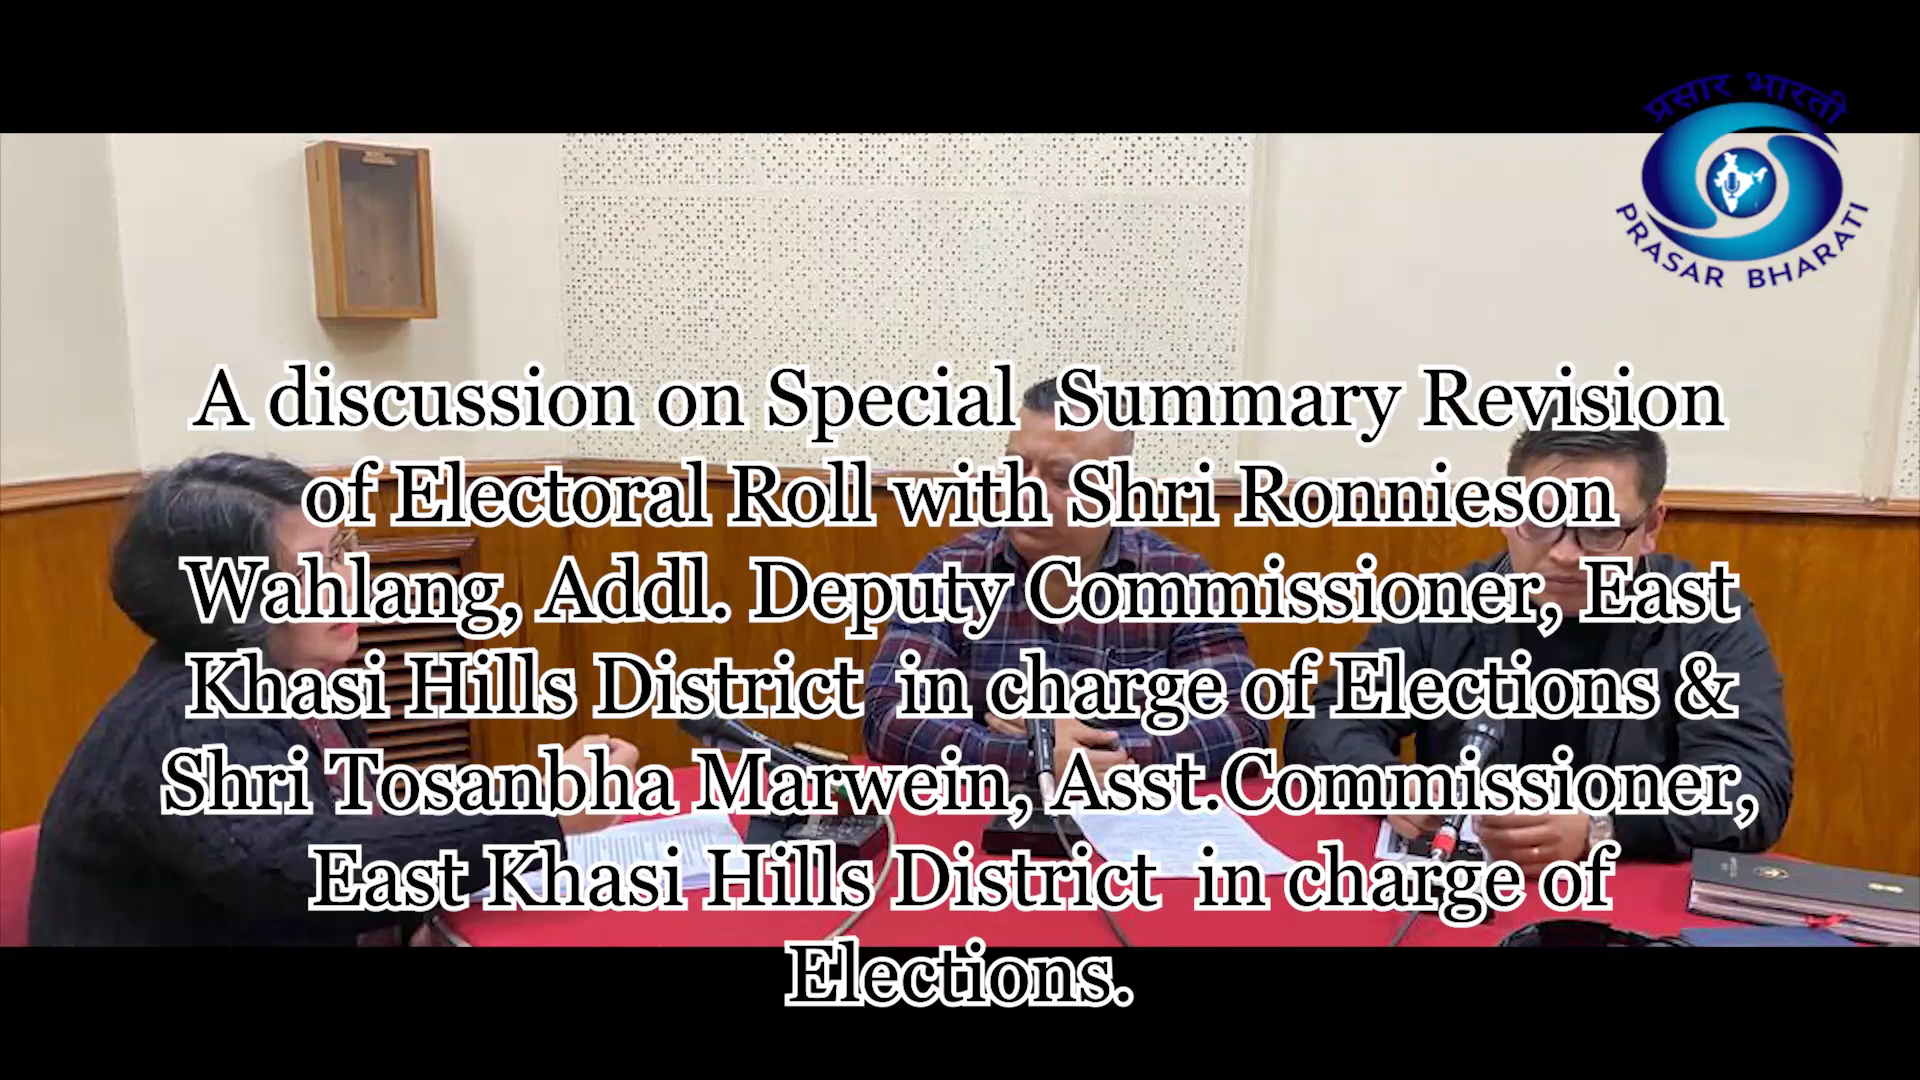 प्रसार भारती
PRASAR BHARATI
A discussion on Special  Summary Revision
of Electoral Roll with Shri Ronnieson
Wahlang, Addl. Deputy Commissioner, East
Khasi Hills District  in charge of Elections &
Shri Tosanbha Marwein, Asst.Commissioner,
East Khasi Hills District  in charge of
Elections.